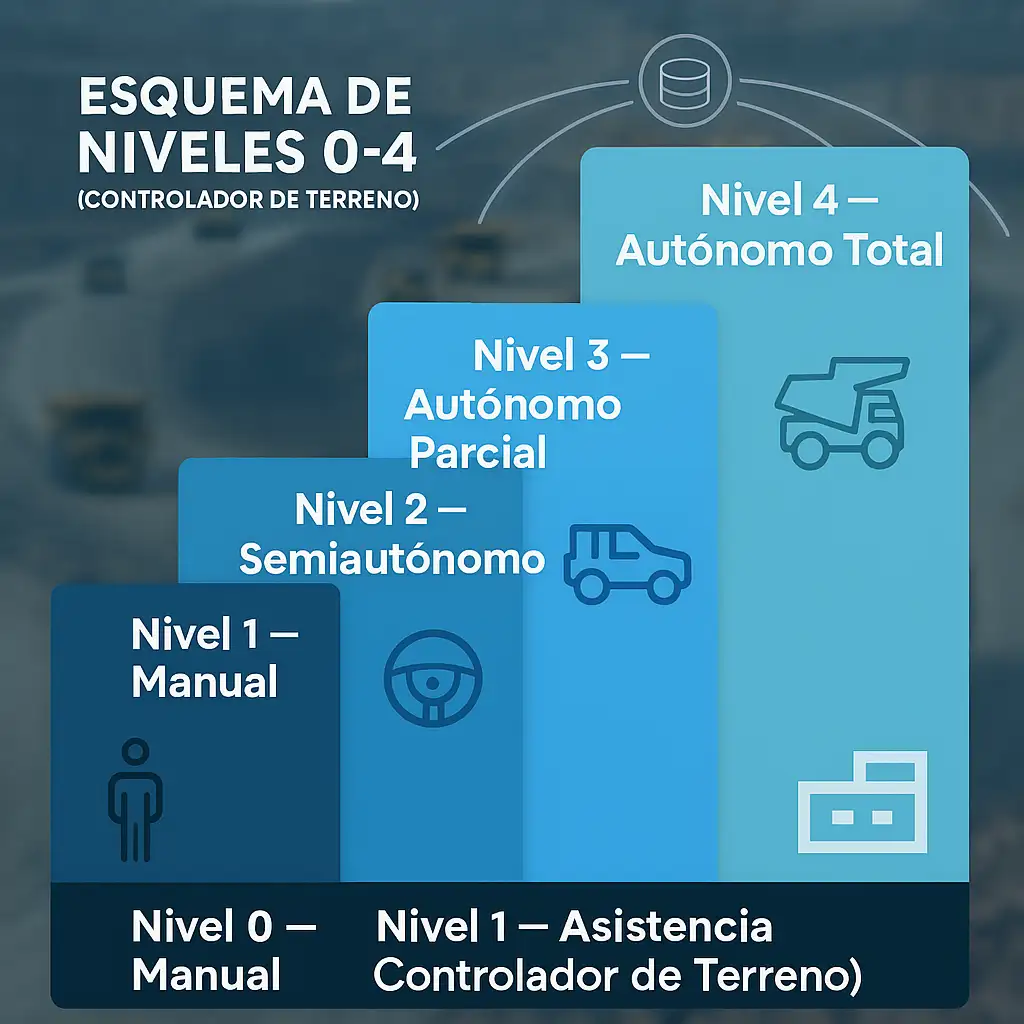 ESQUEMA DE
NIVELES 0-4
(CONTROLADOR DE TERRENO)
Nivel 4 —
Autónomo Total
Nivel 3 —
Autónomo
Parcial
Nivel 2 —
Semiautónomo
Nivel 1 —
Manual
Nivel 0 —
Manual
Nivel 1 — Asistencia
Controlador de Terreno)